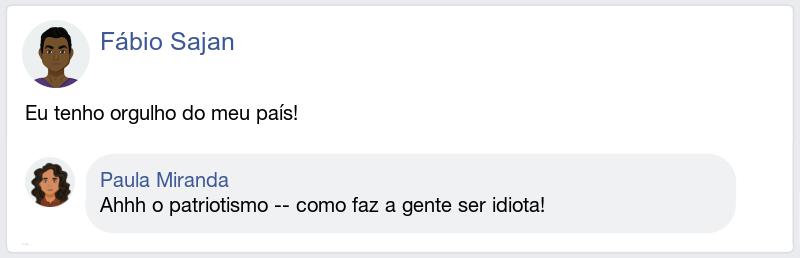 Fábio Sajan
Eu tenho orgulho do meu país!
Paula Miranda
Ahhh o patriotismo -- como faz a gente ser idiota!